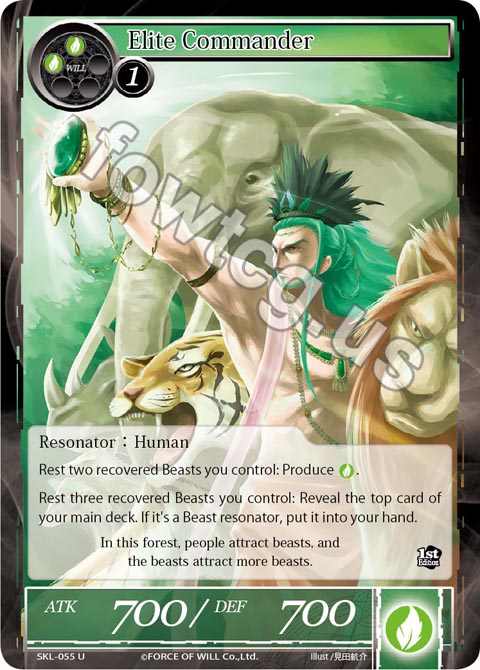 Elite Commander
WILL
1
fowtcg.us
Resonator : Human
Rest two recovered Beasts you control: Produce .
Rest three recovered Beasts you control: Reveal the top card of
your main deck. If it's a Beast resonator, put it into your hand.
In this forest, people attract beasts, and
the beasts attract more beasts.
1st
Edition
ATK 700 / DEF 700
SKL-055 U ©FORCE OF WILL Co.,Ltd. Illust /見田航介